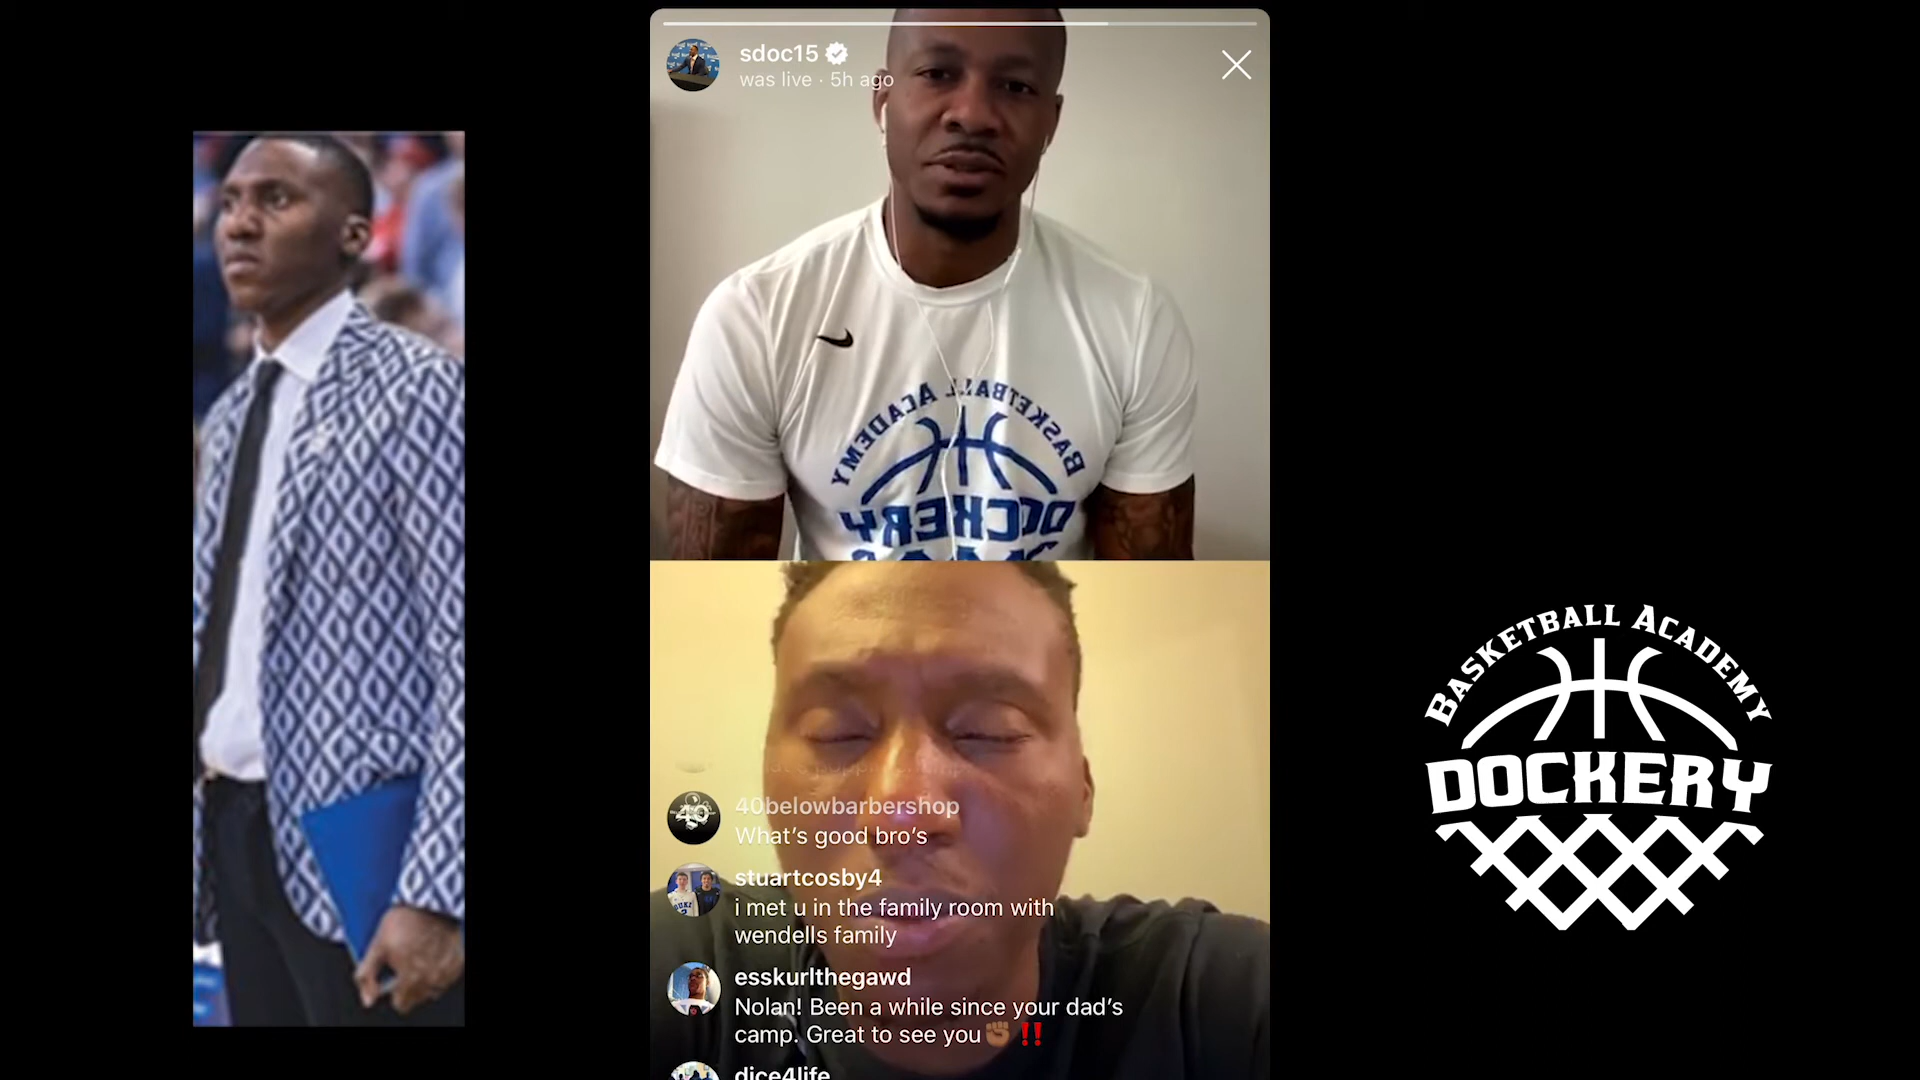 sdoc15
was live · 5h ago
BASKETBALL ACADEMY
DOCKERY
40belowbarbershop
What's good bro's
stuartcosby4
i met u in the family room with
wendells family
esskurlthegawd
Nolan! Been a while since your dad's
camp. Great to see you✊🏾 ‼️
dice4life
BASKETBALL ACADEMY
DOCKERY